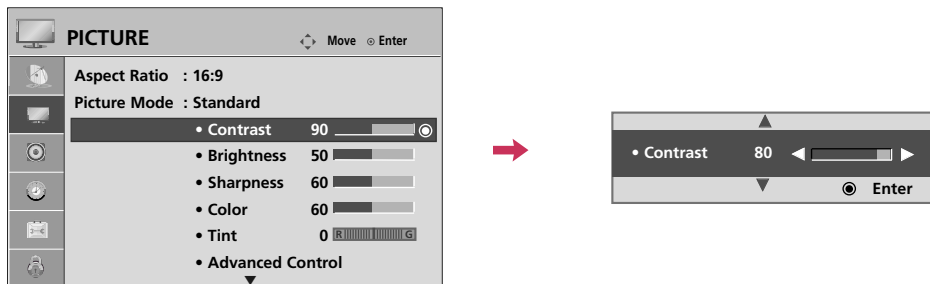 PICTURE
Move
Enter
Aspect Ratio : 16:9
Picture Mode : Standard
• Contrast 90
• Brightness 50
• Sharpness 60
• Color 60
• Tint 0 R G
• Advanced Control
• Contrast 80
Enter